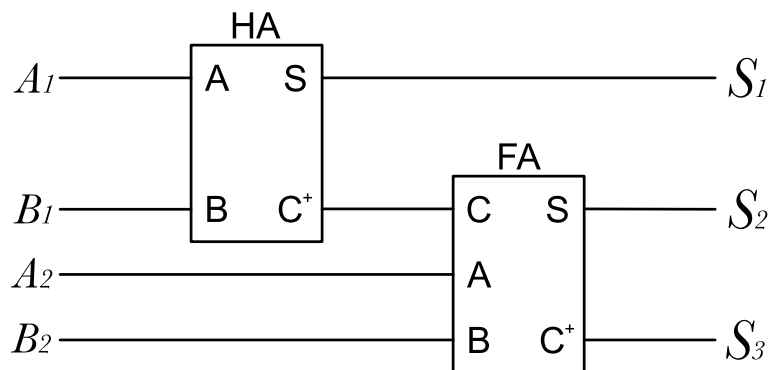 HA
A1 A S S1
FA
B1 B C+ C S S2
A2 A
B2 B C+ S3